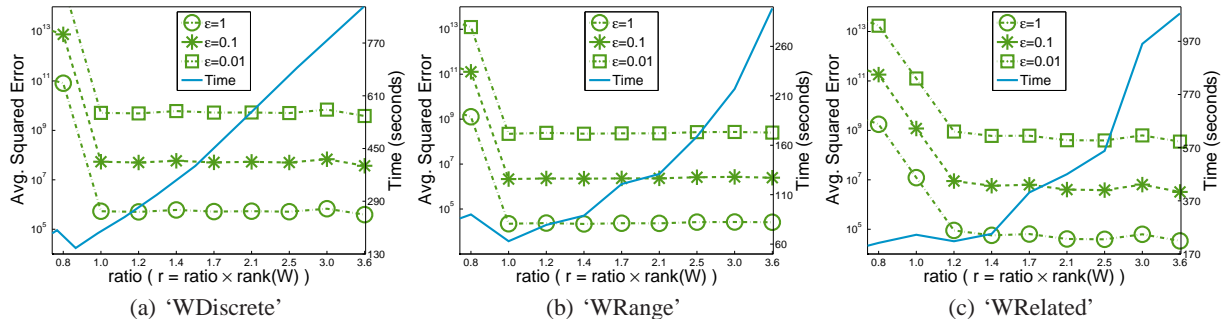 Avg. Squared Error
10^13
10^11
10^9
10^7
10^5
ε=1
ε=0.1
ε=0.01
Time
770
610
450
290
130
Time (seconds)
0.8 1.0 1.2 1.4 1.7 2.1 2.5 3.0 3.6
ratio ( r = ratio × rank(W) )
(a) ‘WDiscrete’
Avg. Squared Error
10^13
10^11
10^9
10^7
10^5
ε=1
ε=0.1
ε=0.01
Time
260
210
160
110
60
Time (seconds)
0.8 1.0 1.2 1.4 1.7 2.1 2.5 3.0 3.6
ratio ( r = ratio × rank(W) )
(b) ‘WRange’
Avg. Squared Error
10^13
10^11
10^9
10^7
10^5
ε=1
ε=0.1
ε=0.01
Time
970
770
570
370
170
Time (seconds)
0.8 1.0 1.2 1.4 1.7 2.1 2.5 3.0 3.6
ratio ( r = ratio × rank(W) )
(c) ‘WRelated’